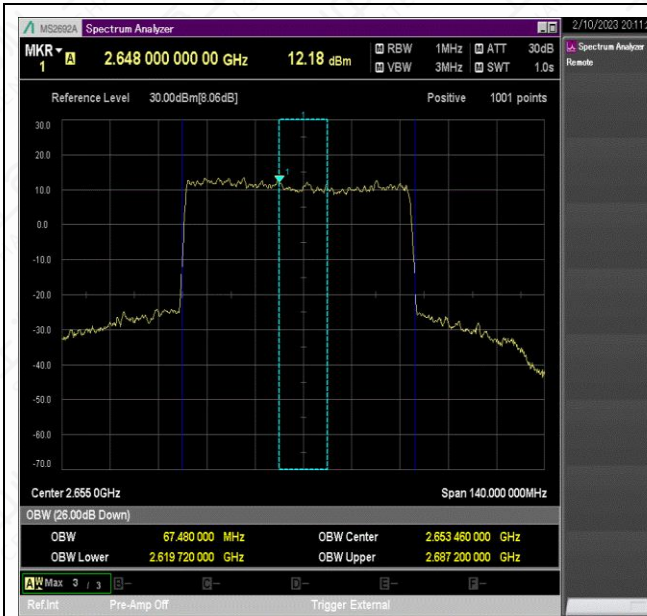 MS2692A Spectrum Analyzer
2/10/2023 20:11:
MKR 1 A 2.648 000 000 00 GHz 12.18 dBm
M RBW 1MHz M ATT 30dB
M VBW 3MHz M SWT 1.0s
Spectrum Analyzer
Remote
Reference Level 30.00dBm[8.06dB] Positive 1001 points
30.0
20.0
10.0
0.0
-10.0
-20.0
-30.0
-40.0
-50.0
-60.0
-70.0
1
Center 2.655 0GHz Span 140.000 000MHz
OBW (26.00dB Down)
OBW 67.480 000 MHz OBW Center 2.653 460 000 GHz
OBW Lower 2.619 720 000 GHz OBW Upper 2.687 200 000 GHz
A W Max 3 / 3 B- C- D- E- F-
Ref.Int Pre-Amp Off Trigger External